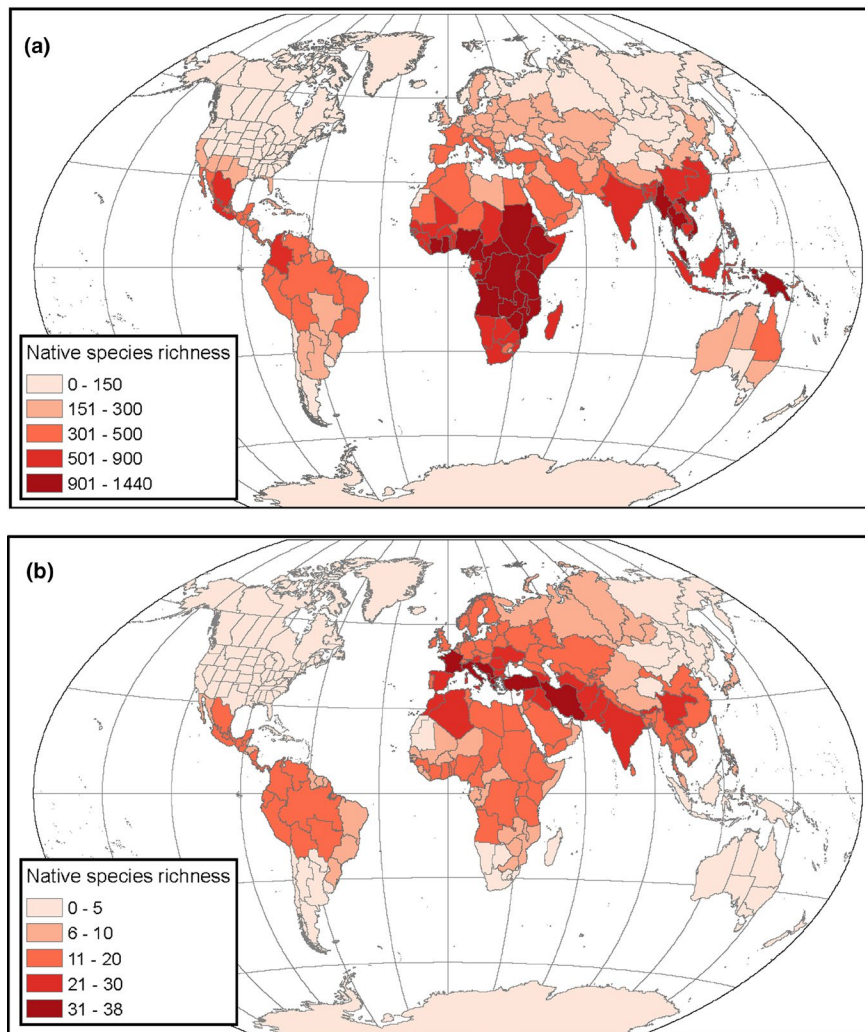 (a)
Native species richness
0 - 150
151 - 300
301 - 500
501 - 900
901 - 1440
(b)
Native species richness
0 - 5
6 - 10
11 - 20
21 - 30
31 - 38